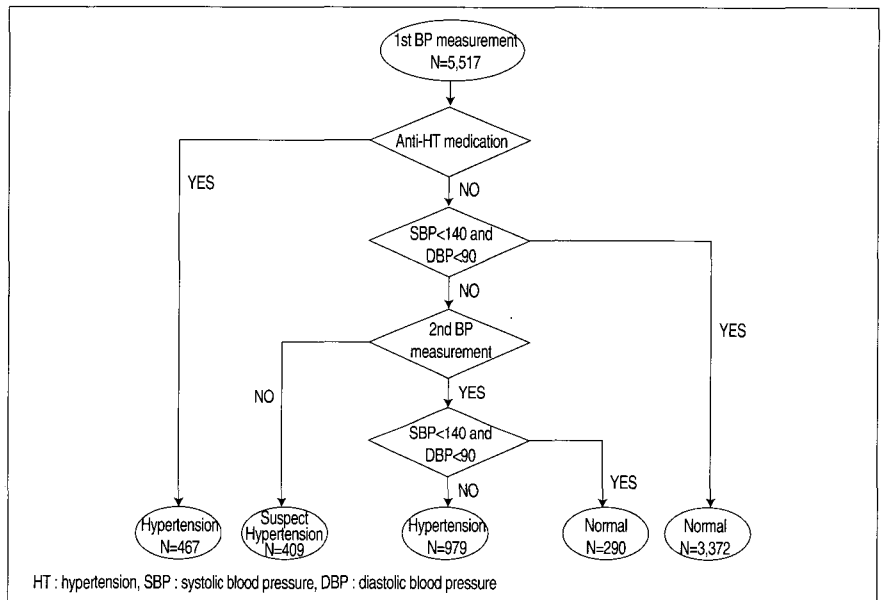 1st BP measurement
N=5,517
Anti-HT medication
YES
NO
SBP<140 and
DBP<90
NO
YES
2nd BP
measurement
NO
YES
SBP<140 and
DBP<90
NO
YES
Hypertension
N=467
Suspect
Hypertension
N=409
Hypertension
N=979
Normal
N=290
Normal
N=3,372
HT : hypertension, SBP : systolic blood pressure, DBP : diastolic blood pressure